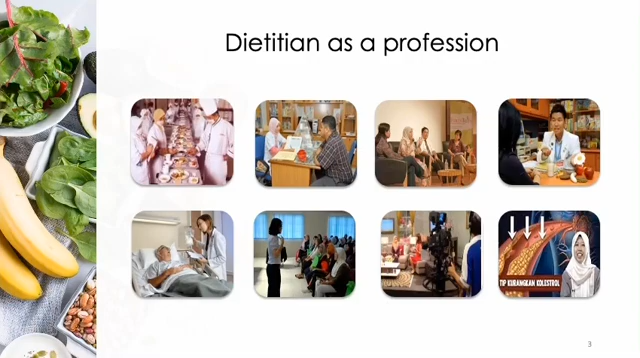 Dietitian as a profession
TIP KURANGKAN KOLESTROL
3